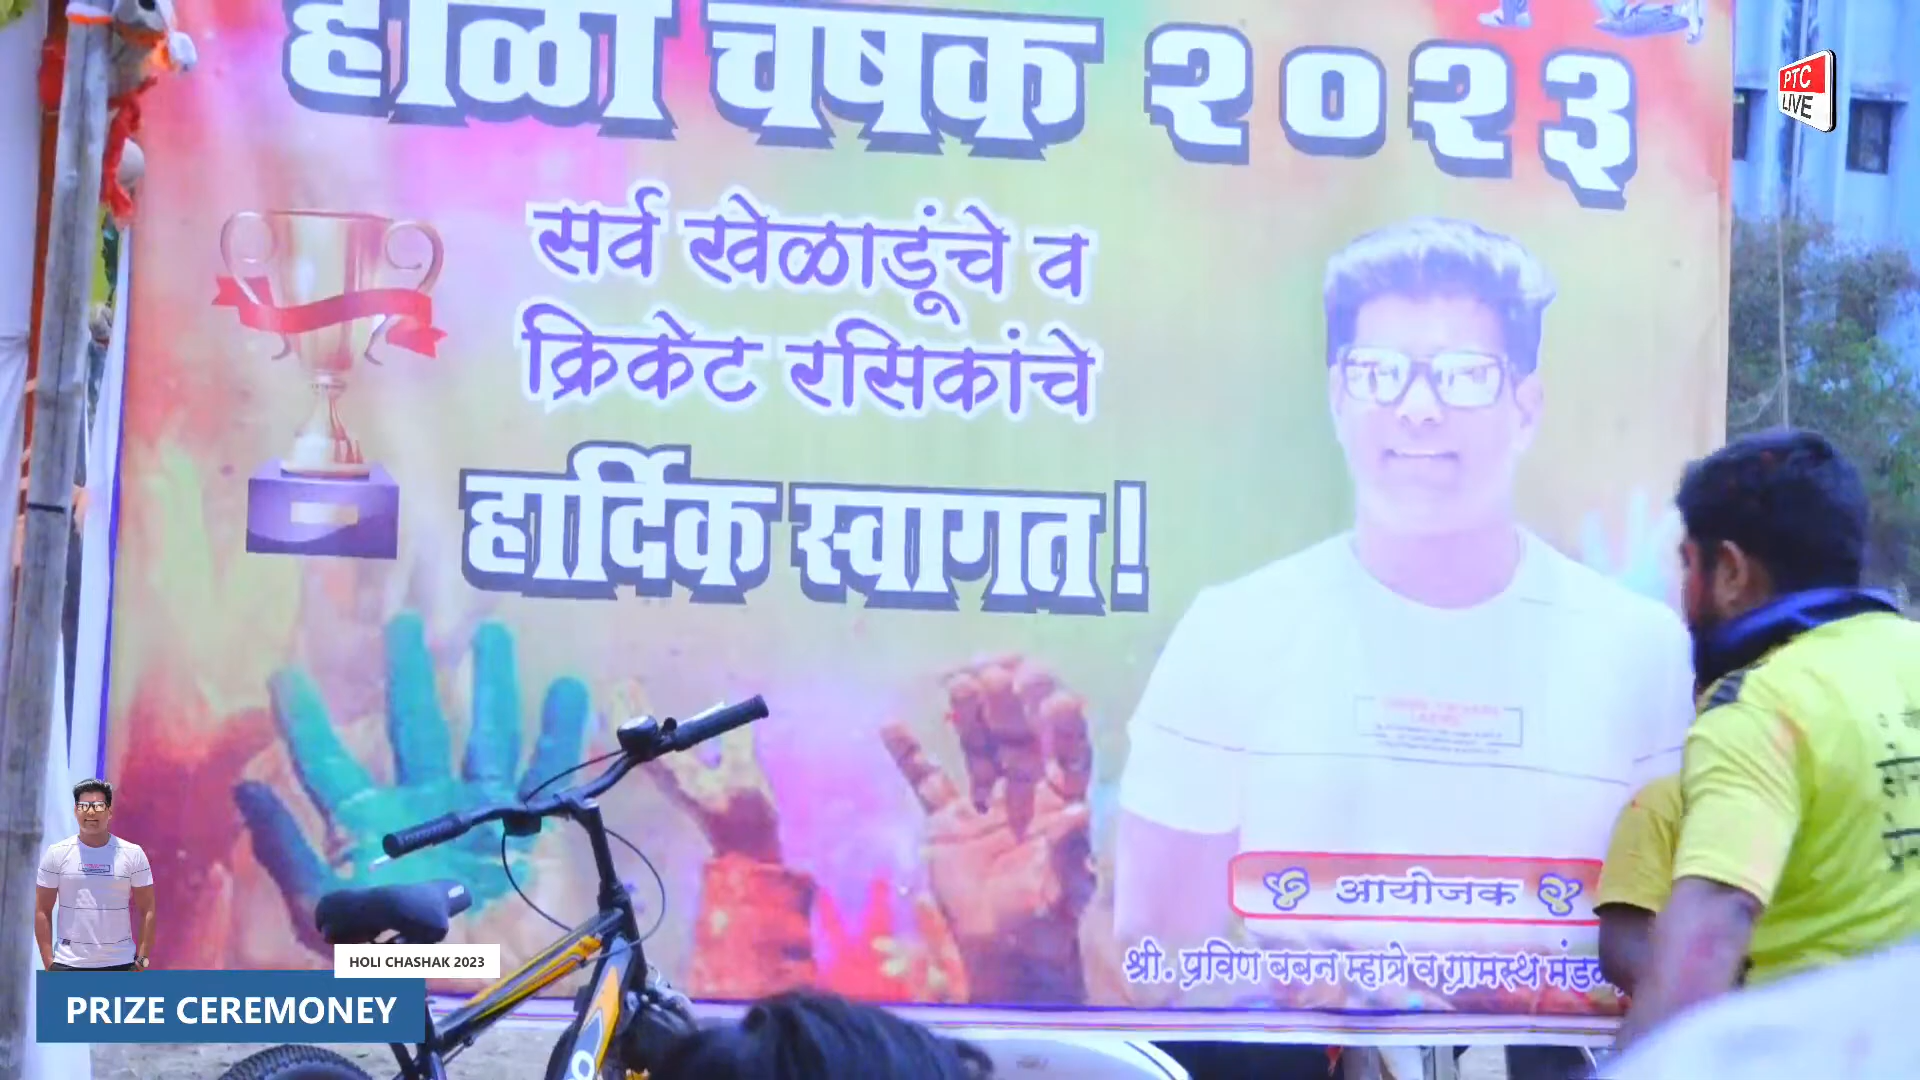 होळी चषक २०२३
PTC
LIVE
सर्व खेळाडूंचे व
क्रिकेट रसिकांचे
हार्दिक स्वागत!
आयोजक
श्री. प्रविण बबन म्हात्रे व ग्रामस्थ मंडळ
HOLI CHASHAK 2023
PRIZE CEREMONEY